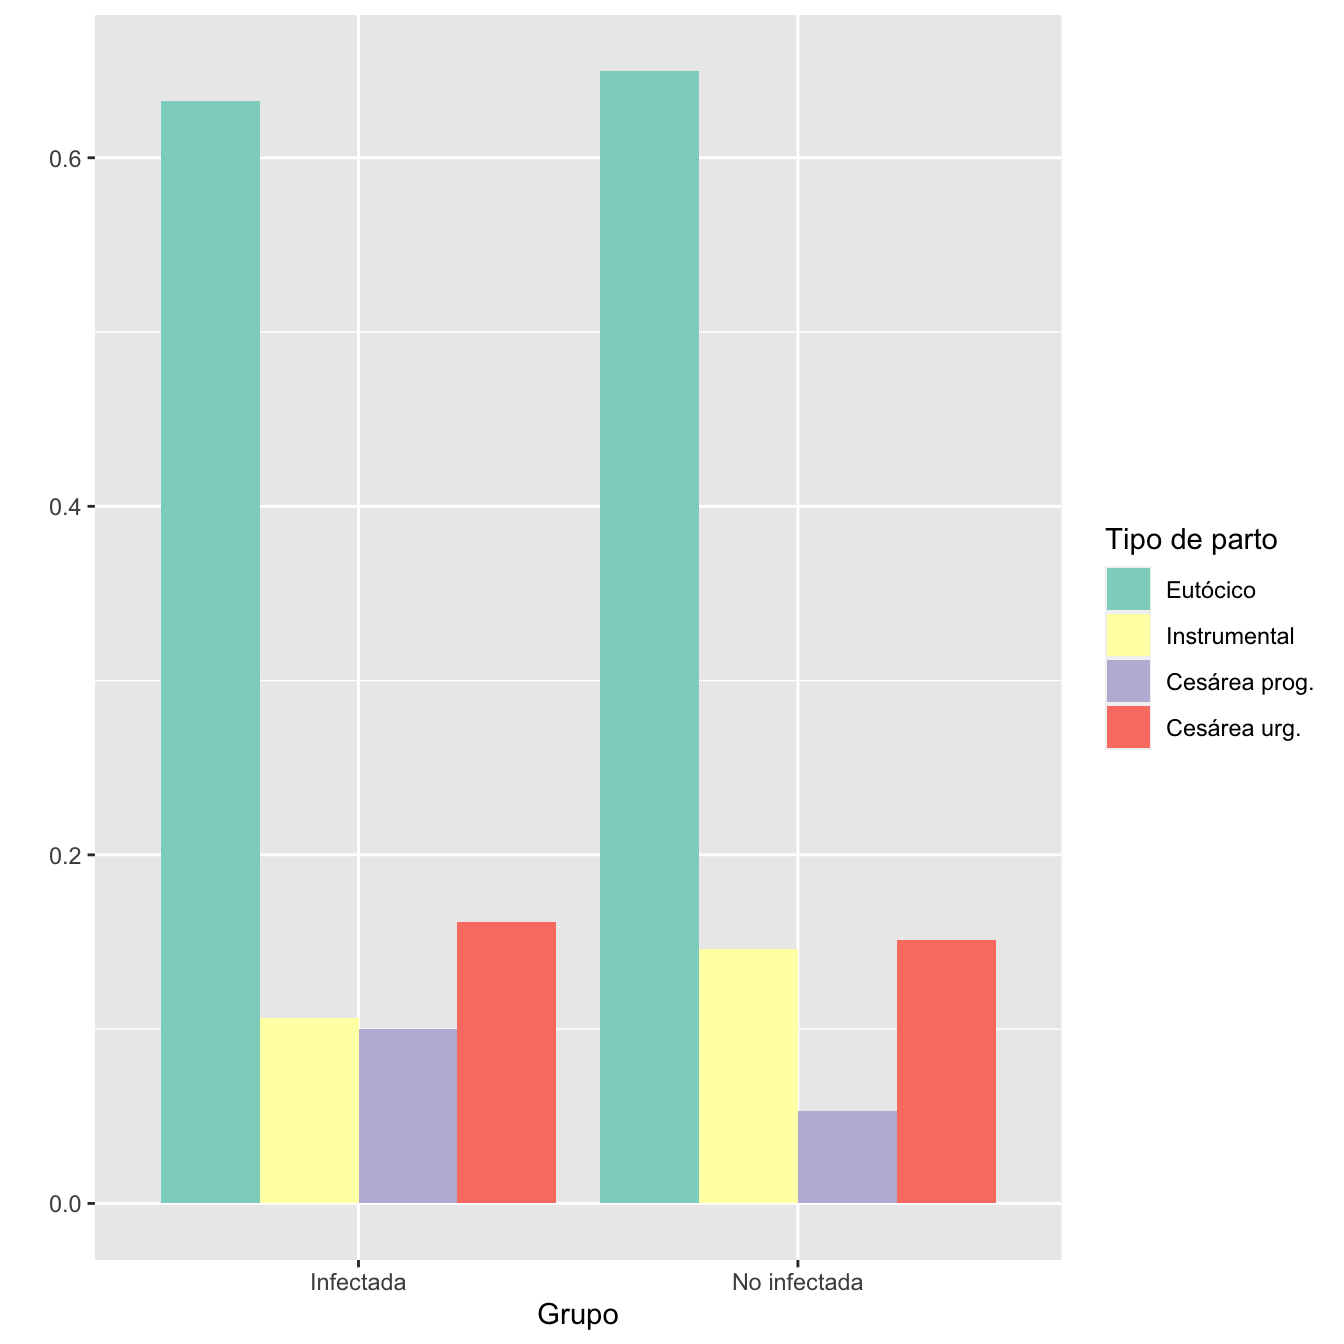 0.6
0.4
0.2
0.0
Infectada
No infectada
Grupo
Tipo de parto
Eutócico
Instrumental
Cesárea prog.
Cesárea urg.